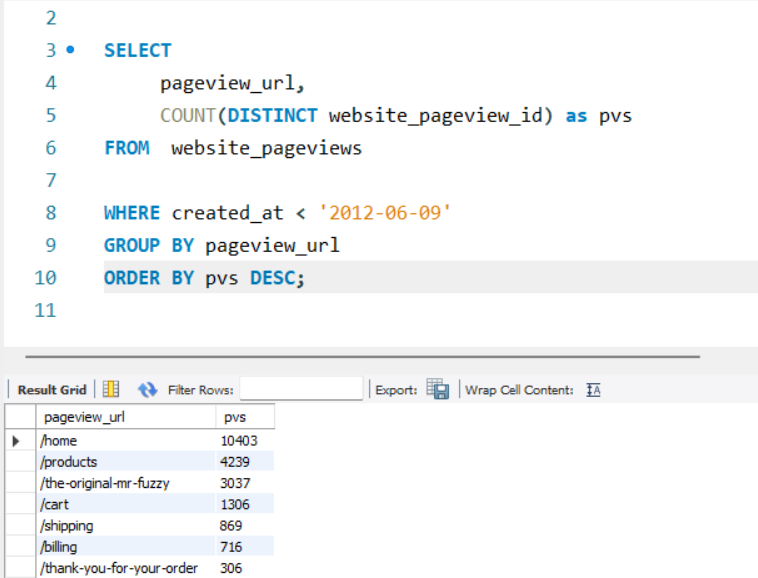 2
3 SELECT
4 pageview_url,
5 COUNT(DISTINCT website_pageview_id) as pvs
6 FROM website_pageviews
7
8 WHERE created_at < '2012-06-09'
9 GROUP BY pageview_url
10 ORDER BY pvs DESC;
11
Result Grid Filter Rows: Export: Wrap Cell Content: IA
pageview_url pvs
/home 10403
/products 4239
/the-original-mr-fuzzy 3037
/cart 1306
/shipping 869
/billing 716
/thank-you-for-your-order 306